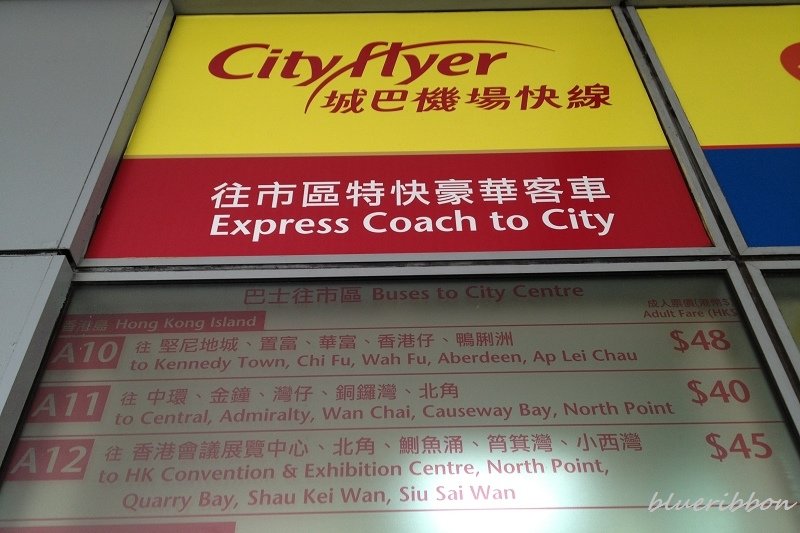 Cityflyer
城巴機場快線
往市區特快豪華客車
Express Coach to City
巴士往市區 Buses to City Centre
成人票價(港幣$
Adult Fare (HK$
香港島 Hong Kong Island
A10 往 堅尼地城、置富、華富、香港仔、鴨脷洲 $48
to Kennedy Town, Chi Fu, Wah Fu, Aberdeen, Ap Lei Chau
A11 往 中環、金鐘、灣仔、銅鑼灣、北角 $40
to Central, Admiralty, Wan Chai, Causeway Bay, North Point
A12 往 香港會議展覽中心、北角、鰂魚涌、筲箕灣、小西灣 $45
to HK Convention & Exhibition Centre, North Point,
Quarry Bay, Shau Kei Wan, Siu Sai Wan
blueribbon